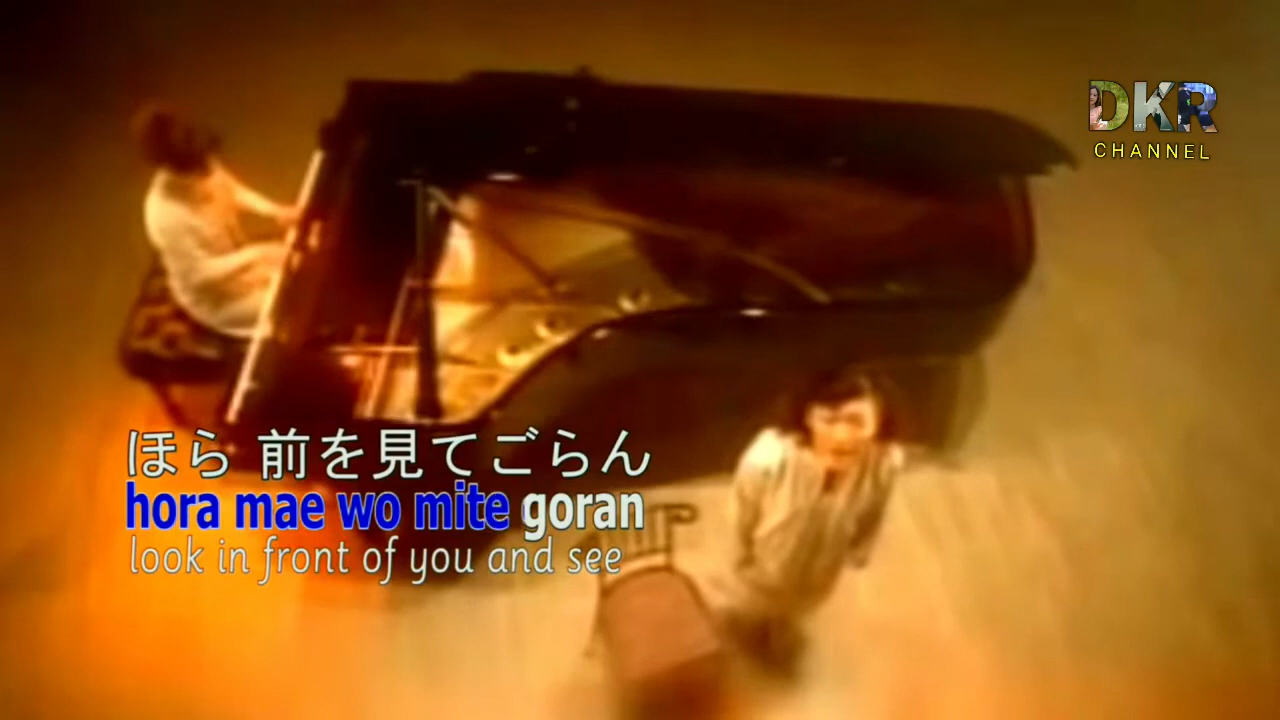 DKR
CHANNEL
ほら 前を見てごらん
hora mae wo mite goran
look in front of you and see